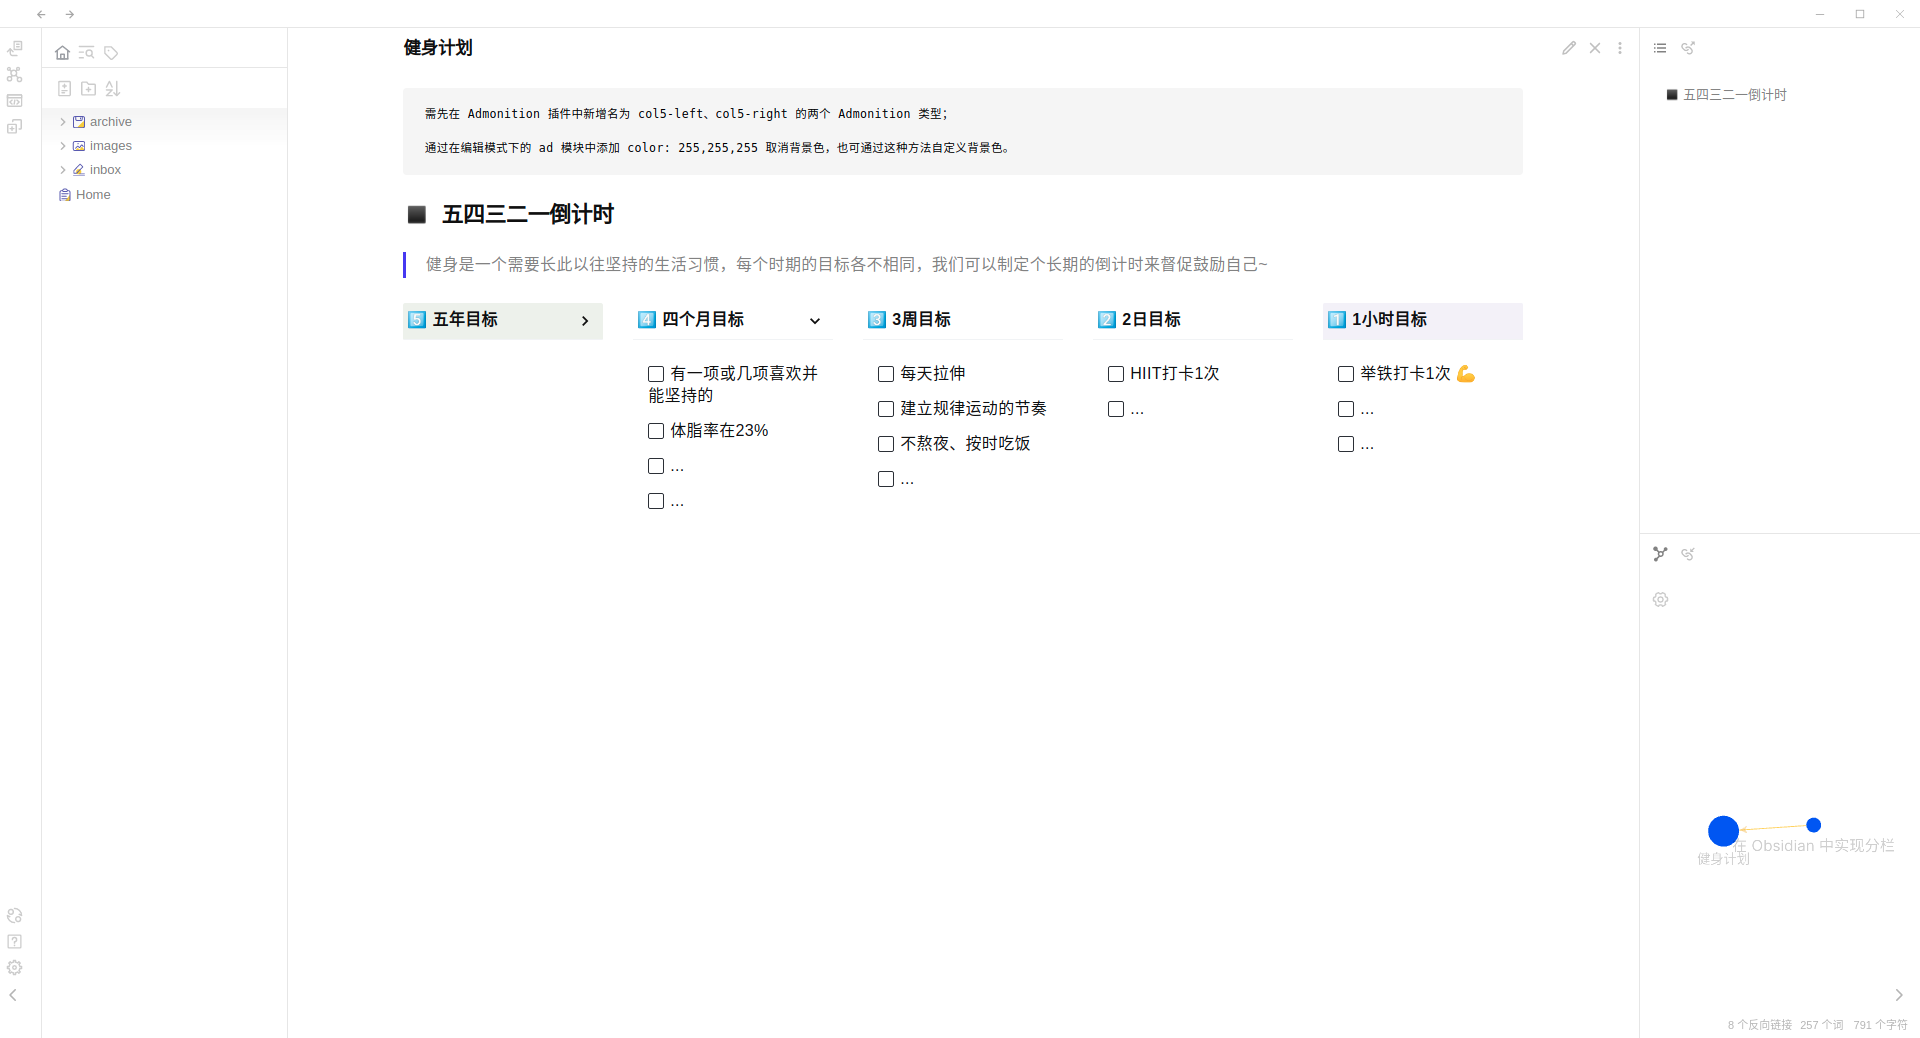 健身计划
archive
images
inbox
Home
需先在 Admonition 插件中新增名为 col5-left、col5-right 的两个 Admonition 类型;
通过在编辑模式下的 ad 模块中添加 color: 255,255,255 取消背景色，也可通过这种方法自定义背景色。
五四三二一倒计时
健身是一个需要长此以往坚持的生活习惯，每个时期的目标各不相同，我们可以制定个长期的倒计时来督促鼓励自己~
5 五年目标
4 四个月目标
有一项或几项喜欢并
能坚持的
体脂率在23%
...
...
3 3周目标
每天拉伸
建立规律运动的节奏
不熬夜、按时吃饭
...
2 2日目标
HIIT打卡1次
...
1 1小时目标
举铁打卡1次 💪
...
...
五四三二一倒计时
在 Obsidian 中实现分栏
健身计划
8 个反向链接 257 个词 791 个字符